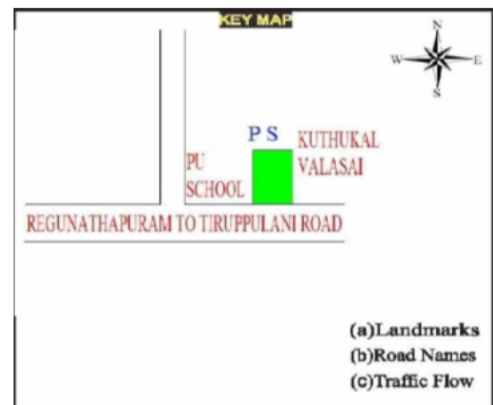 KEY MAP
N
W E
S
P S
KUTHUKAL
VALASAI
PU
SCHOOL
REGUNATHAPURAM TO TIRUPPULANI ROAD
(a)Landmarks
(b)Road Names
(c)Traffic Flow